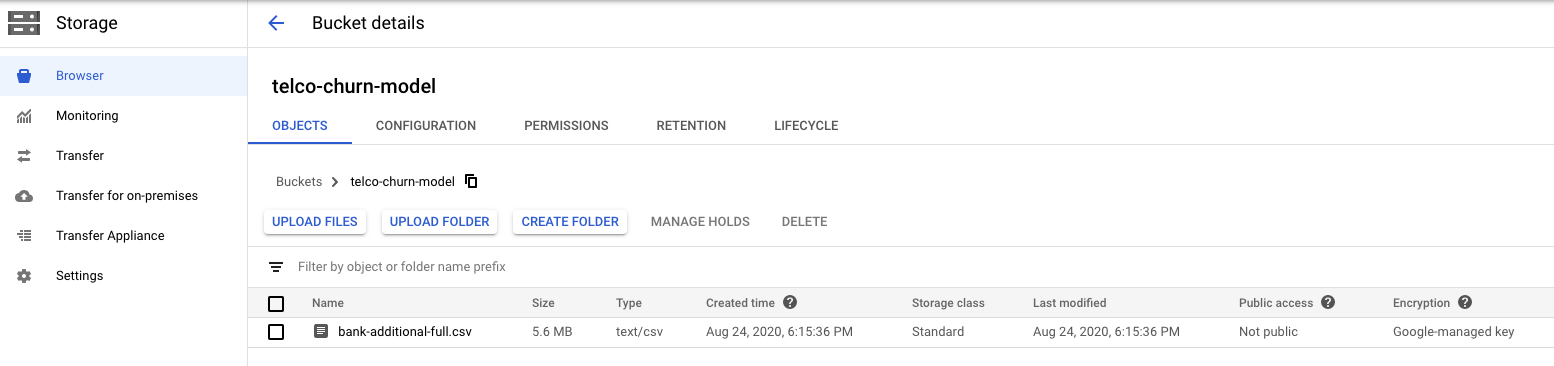 Storage
Bucket details
Browser
Monitoring
Transfer
Transfer for on-premises
Transfer Appliance
Settings
telco-churn-model
OBJECTS CONFIGURATION PERMISSIONS RETENTION LIFECYCLE
Buckets telco-churn-model
UPLOAD FILES UPLOAD FOLDER CREATE FOLDER MANAGE HOLDS DELETE
Filter by object or folder name prefix
Name Size Type Created time ? Storage class Last modified Public access ? Encryption ?
bank-additional-full.csv 5.6 MB text/csv Aug 24, 2020, 6:15:36 PM Standard Aug 24, 2020, 6:15:36 PM Not public Google-managed key